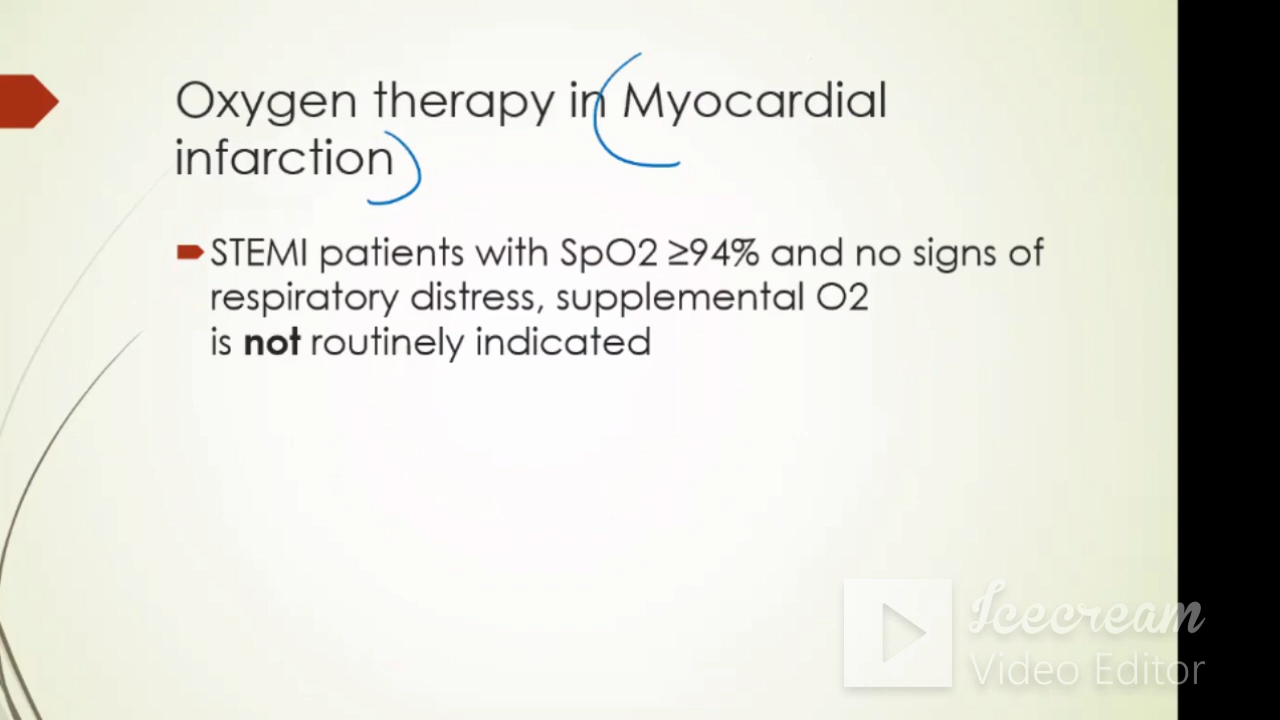 Oxygen therapy in Myocardial
infarction
STEMI patients with SpO2 ≥94% and no signs of
respiratory distress, supplemental O2
is not routinely indicated
Icecream
Video Editor